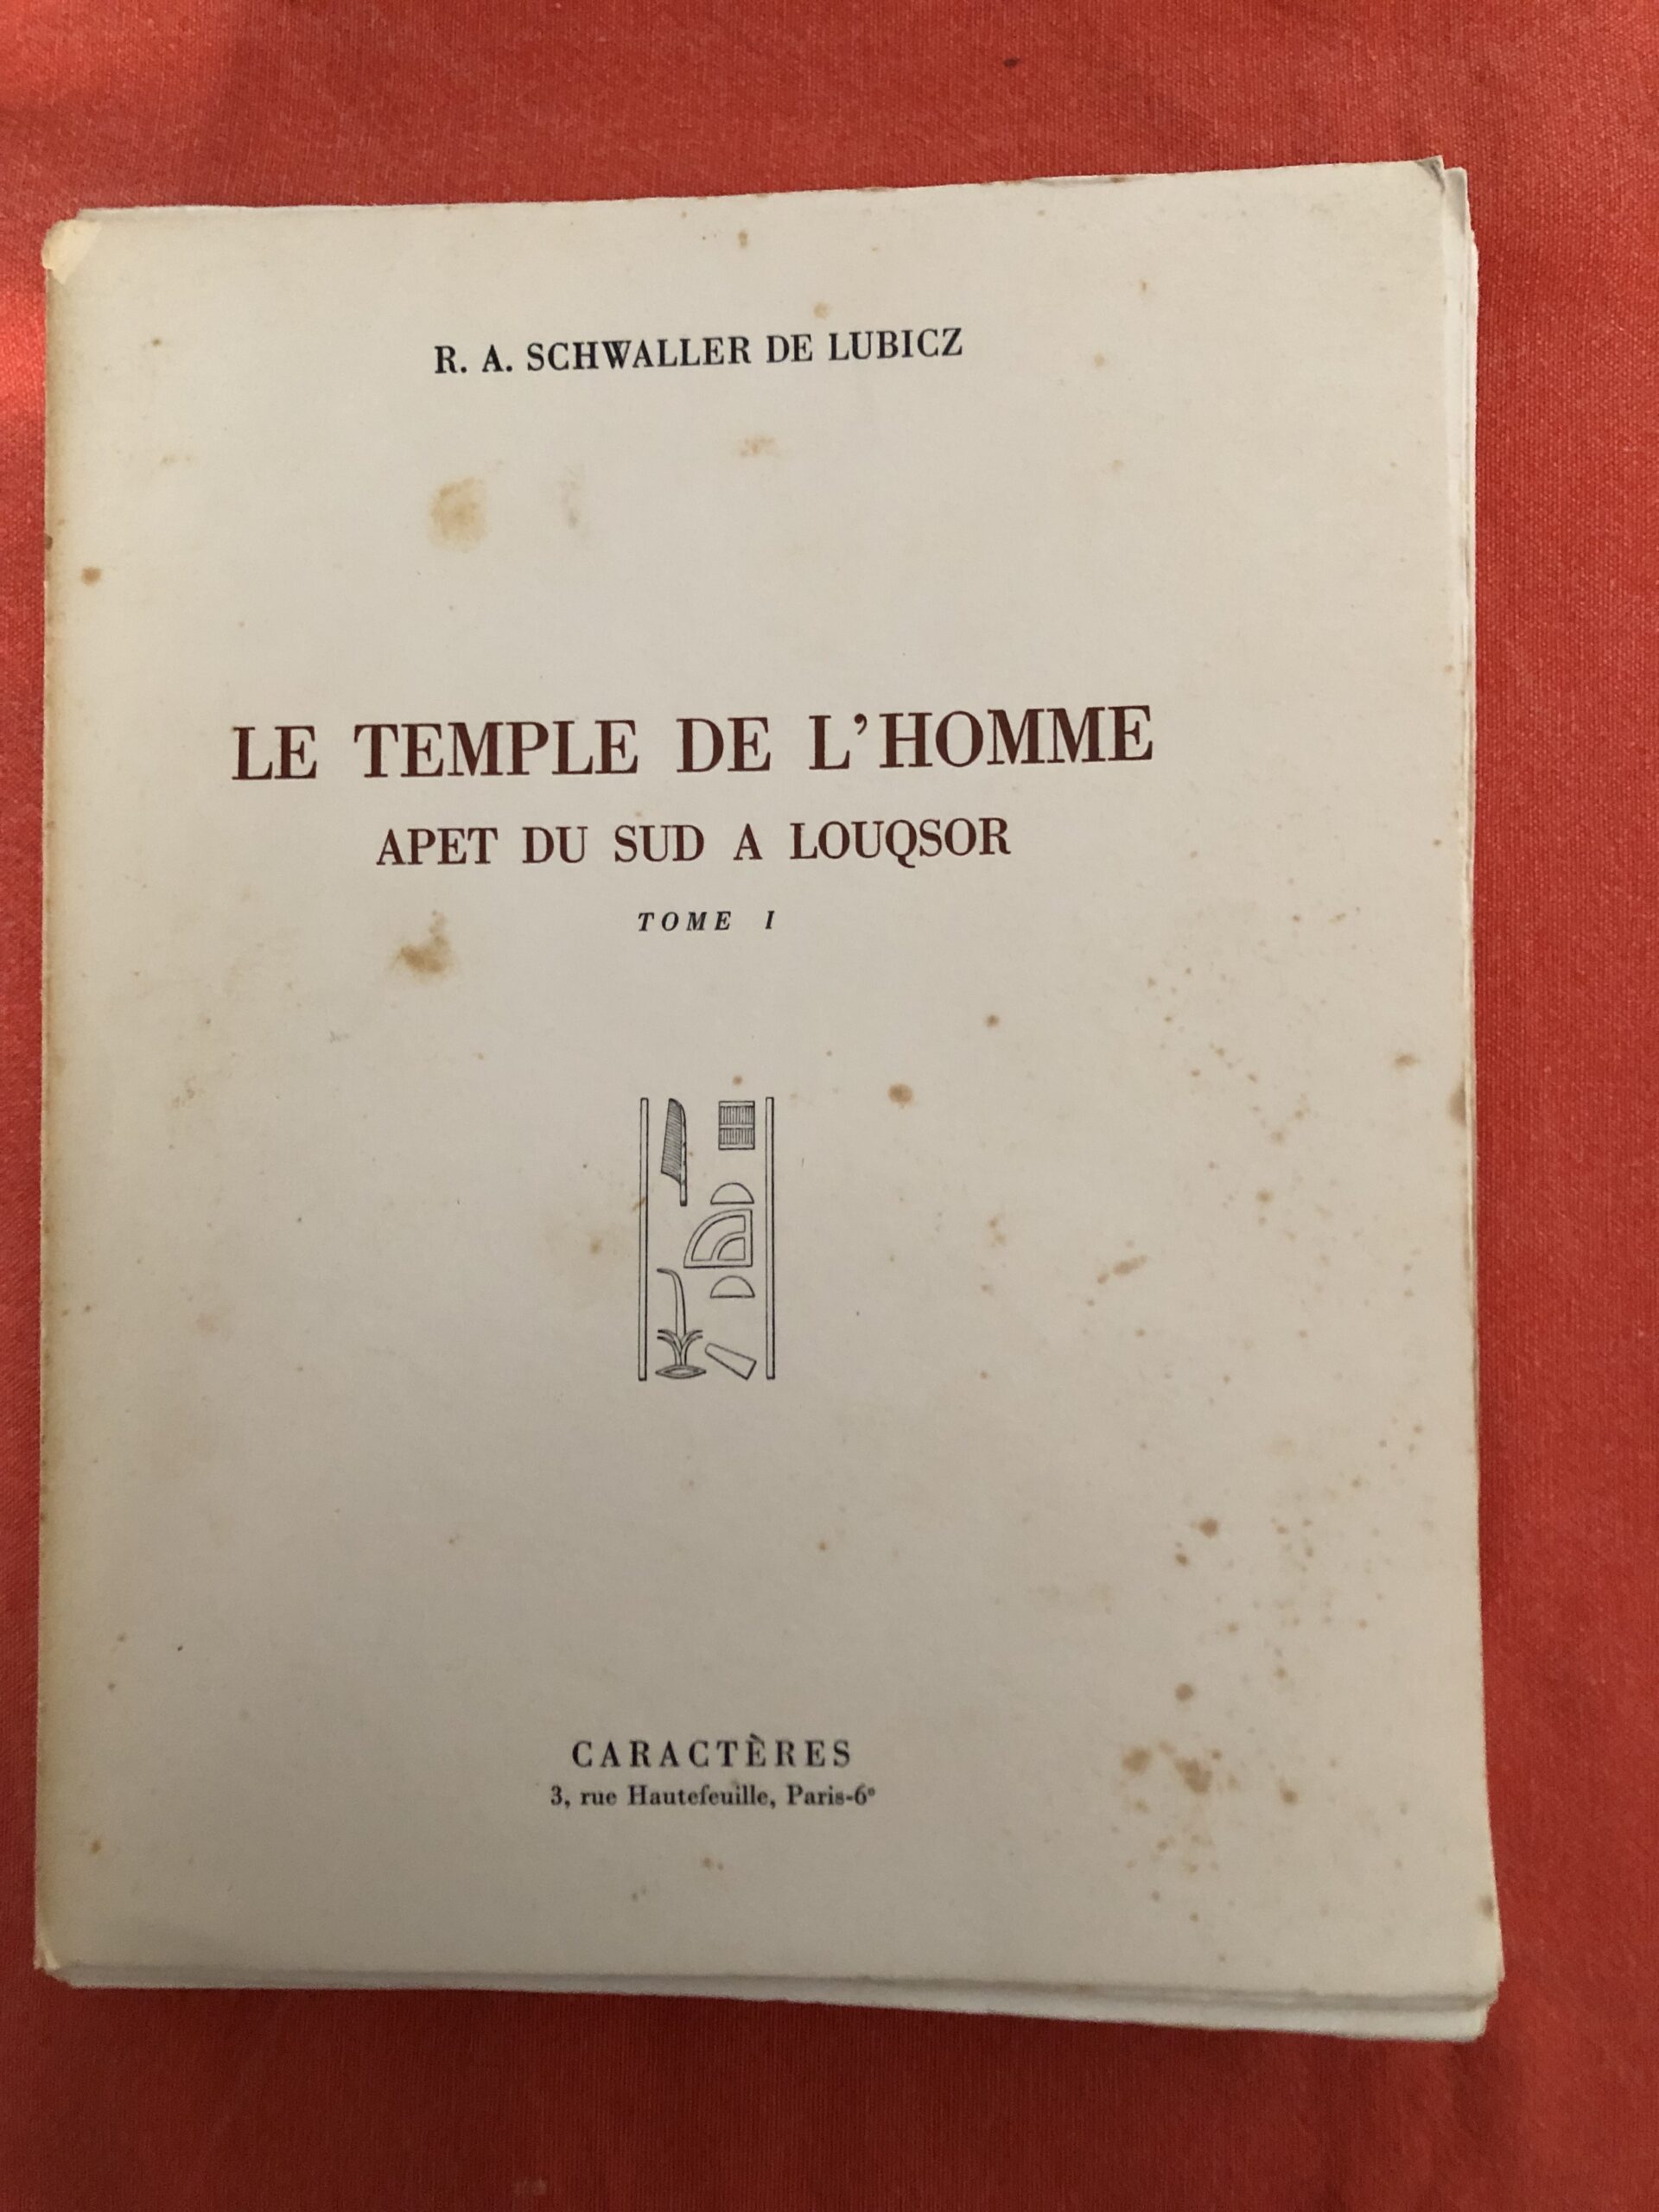 R. A. SCHWALLER DE LUBICZ
LE TEMPLE DE L'HOMME
APET DU SUD A LOUQSOR
TOME I
CARACTÈRES
3, rue Hautefeuille, Paris-6e